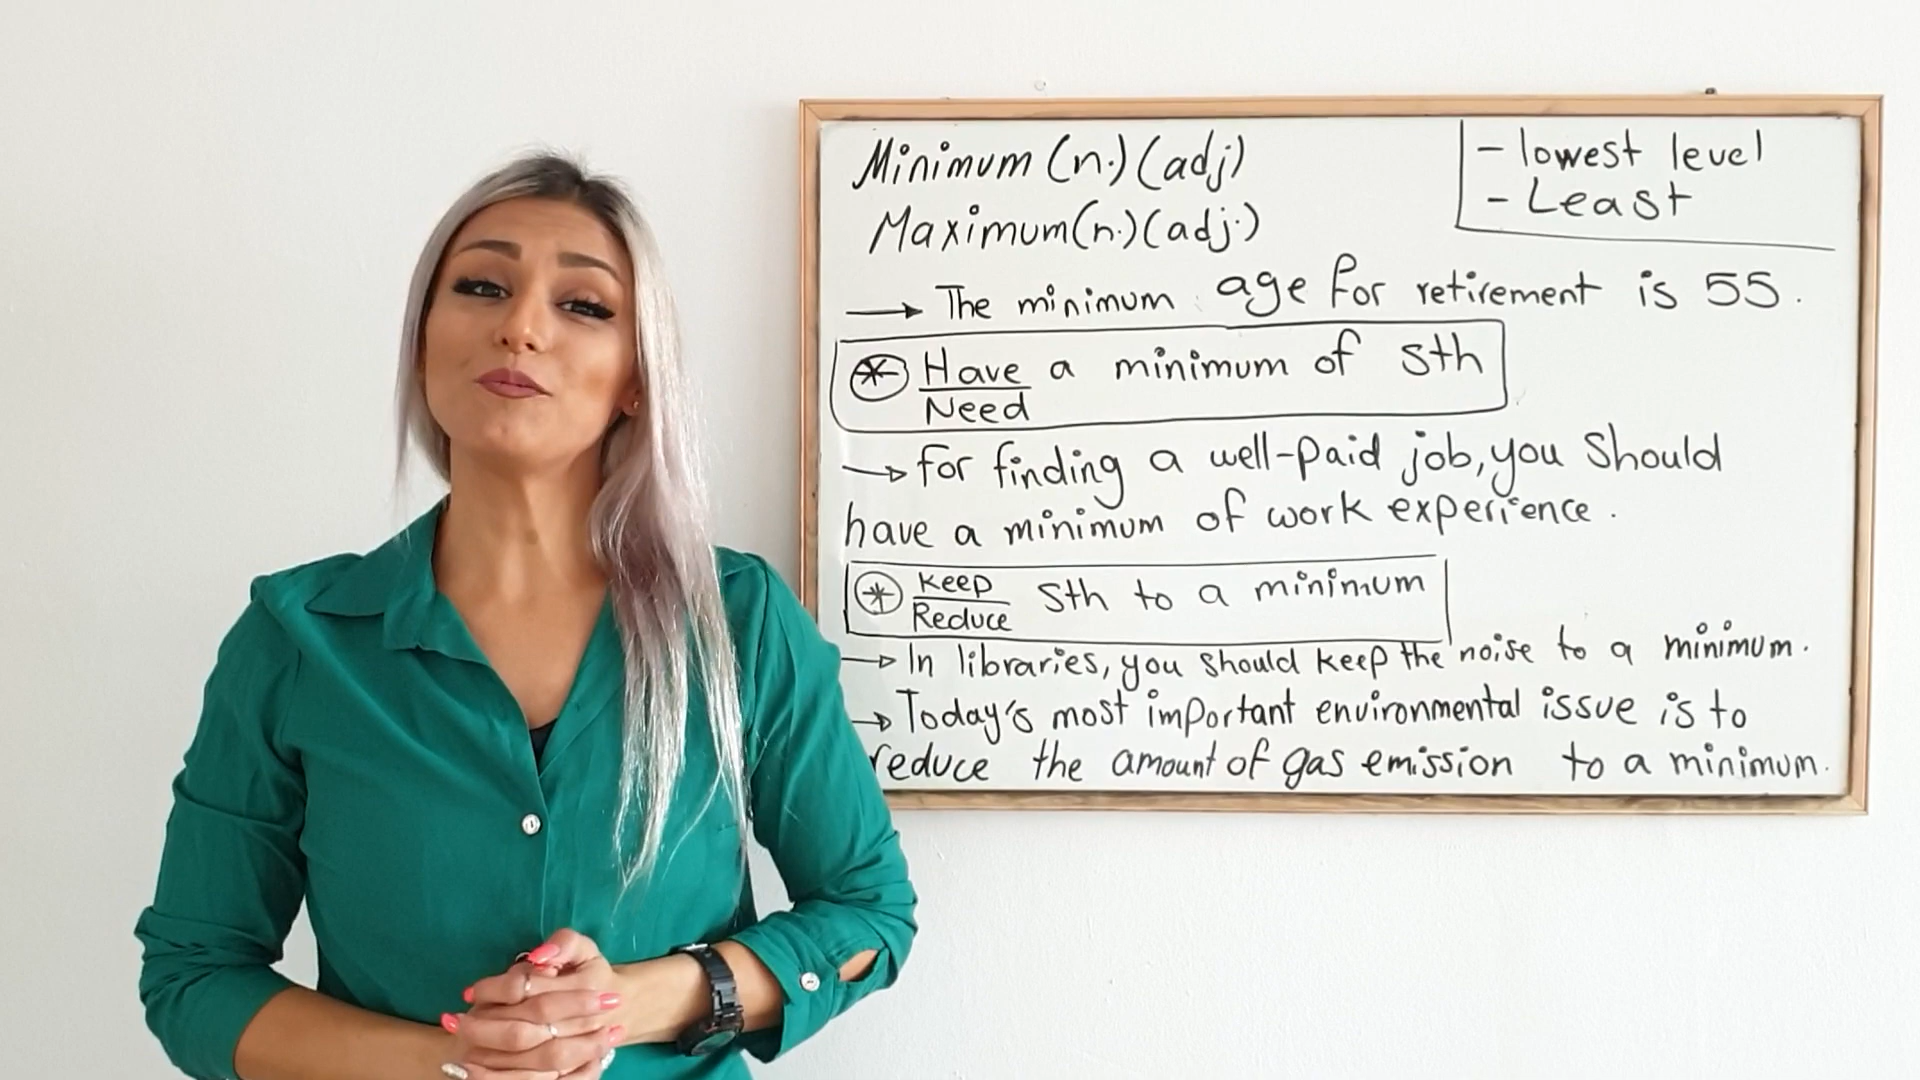 Minimum (n.) (adj)
- lowest level
- Least
Maximum (n.) (adj.)
→ The minimum age for retirement is 55.
⊛ Have / Need a minimum of sth
→ for finding a well-paid job, you should
have a minimum of work experience.
⊛ Keep / Reduce sth to a minimum
→ In libraries, you should keep the noise to a minimum.
→ Today's most important environmental issue is to
reduce the amount of gas emission to a minimum.